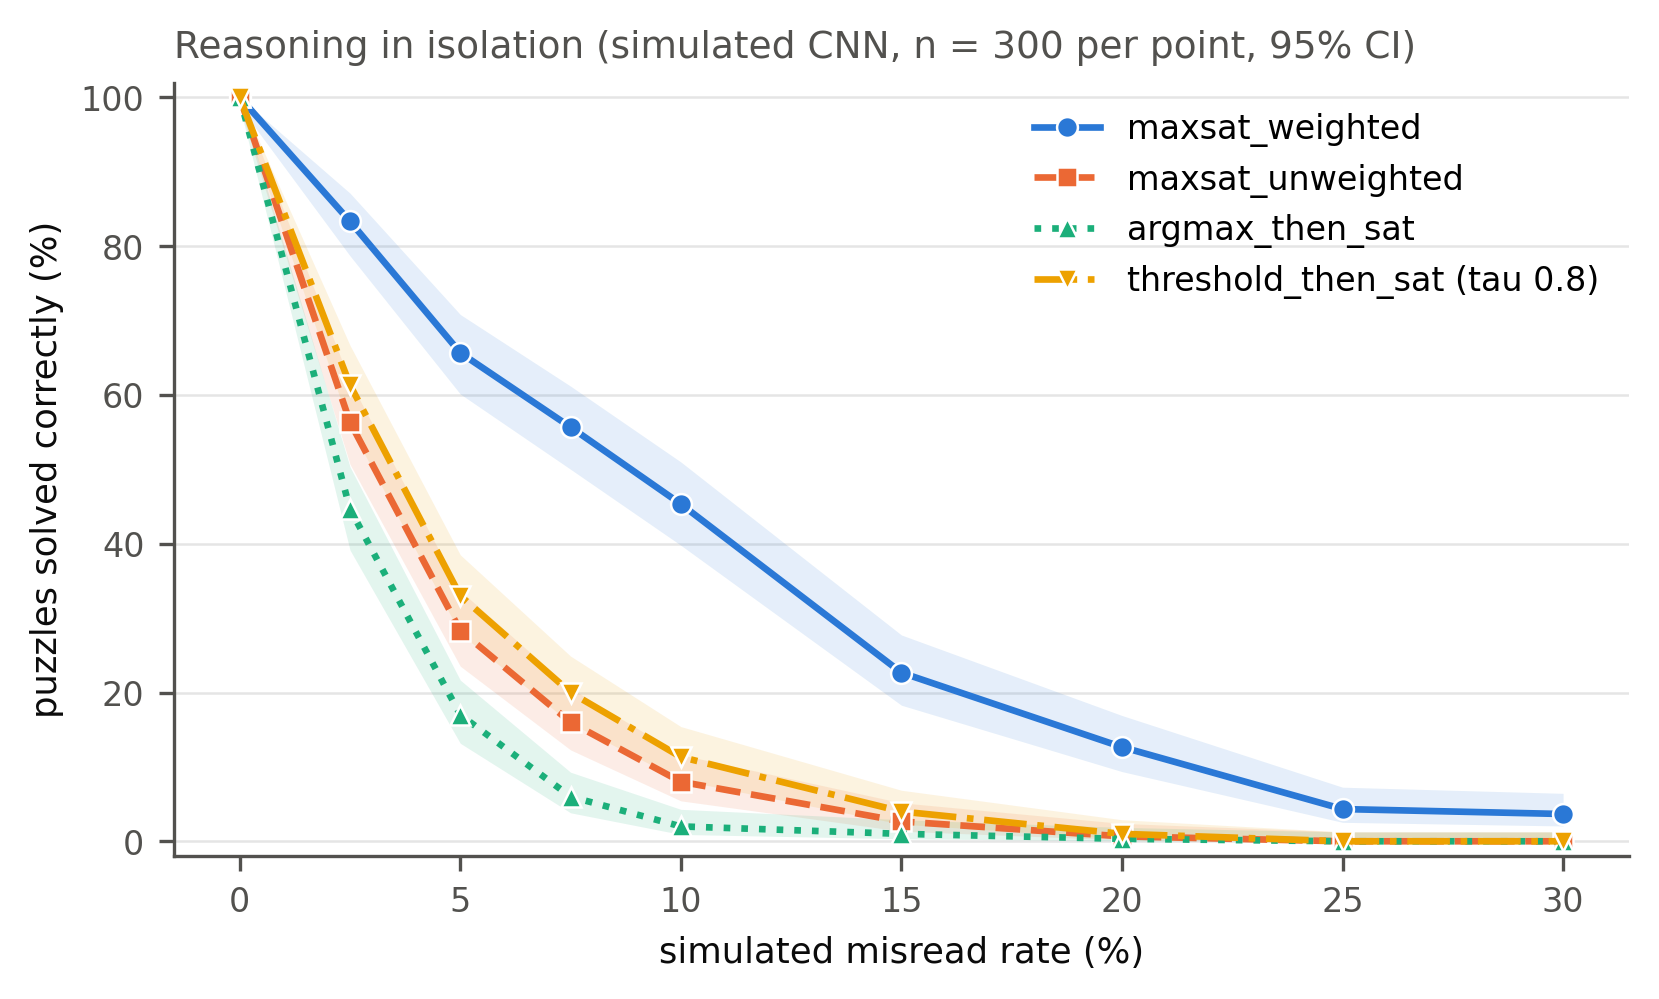 Reasoning in isolation (simulated CNN, n = 300 per point, 95% CI)
puzzles solved correctly (%)
100
80
60
40
20
0
maxsat_weighted
maxsat_unweighted
argmax_then_sat
threshold_then_sat (tau 0.8)
0 5 10 15 20 25 30
simulated misread rate (%)